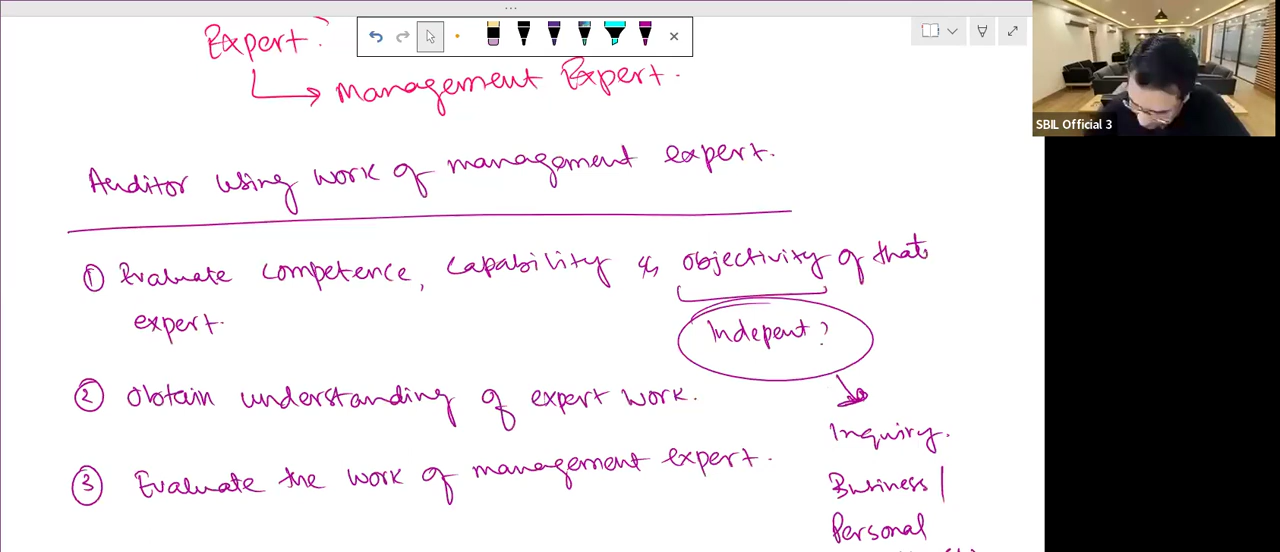 Expert?
SBIL Official 3
Management Expert.
Auditor using work of management expert.
① Evaluate competence, capability & objectivity of that
expert.
Indepent?
② Obtain understanding of expert work.
Inquiry.
③ Evaluate the work of management expert.
Business /
Personal